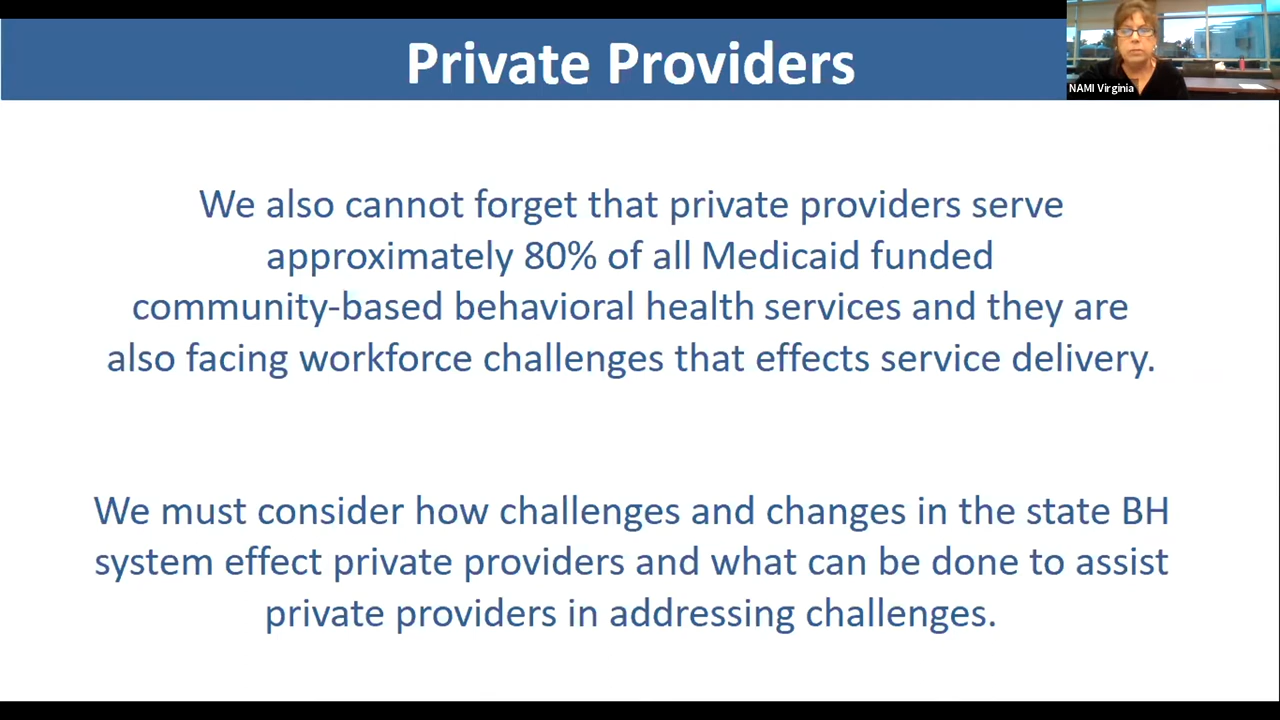 Private Providers
NAMI Virginia
We also cannot forget that private providers serve
approximately 80% of all Medicaid funded
community-based behavioral health services and they are
also facing workforce challenges that effects service delivery.
We must consider how challenges and changes in the state BH
system effect private providers and what can be done to assist
private providers in addressing challenges.